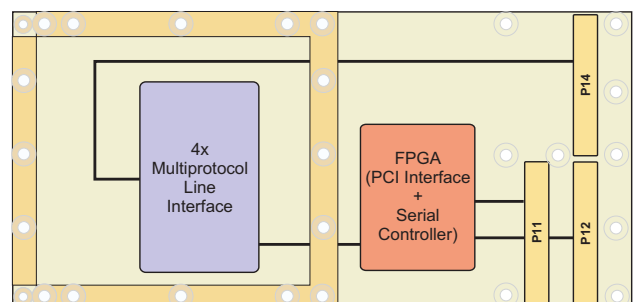 4x
Multiprotocol
Line
Interface
FPGA
(PCI Interface
+
Serial
Controller)
P14
P11
P12